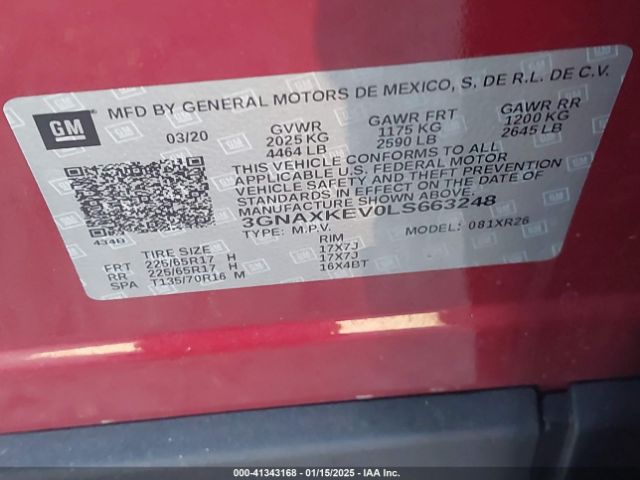 GM
MFD BY GENERAL MOTORS DE MEXICO, S. DE R.L. DE C.V.
03/20
GVWR GAWR FRT GAWR RR
2025 KG 1175 KG 1200 KG
4464 LB 2590 LB 2645 LB
THIS VEHICLE CONFORMS TO ALL
APPLICABLE U.S. FEDERAL MOTOR
VEHICLE SAFETY AND THEFT PREVENTION
STANDARDS IN EFFECT ON THE DATE OF
MANUFACTURE SHOWN ABOVE.
3GNAXKEV0LS663248
434B
TYPE: M.P.V. MODEL: 081XR26
TIRE SIZE RIM
FRT 225/65R17 H 17X7J
RR 225/65R17 H 17X7J
SPA T135/70R16 M 16X4BT
000-41343168 - 01/15/2025 - IAA Inc.